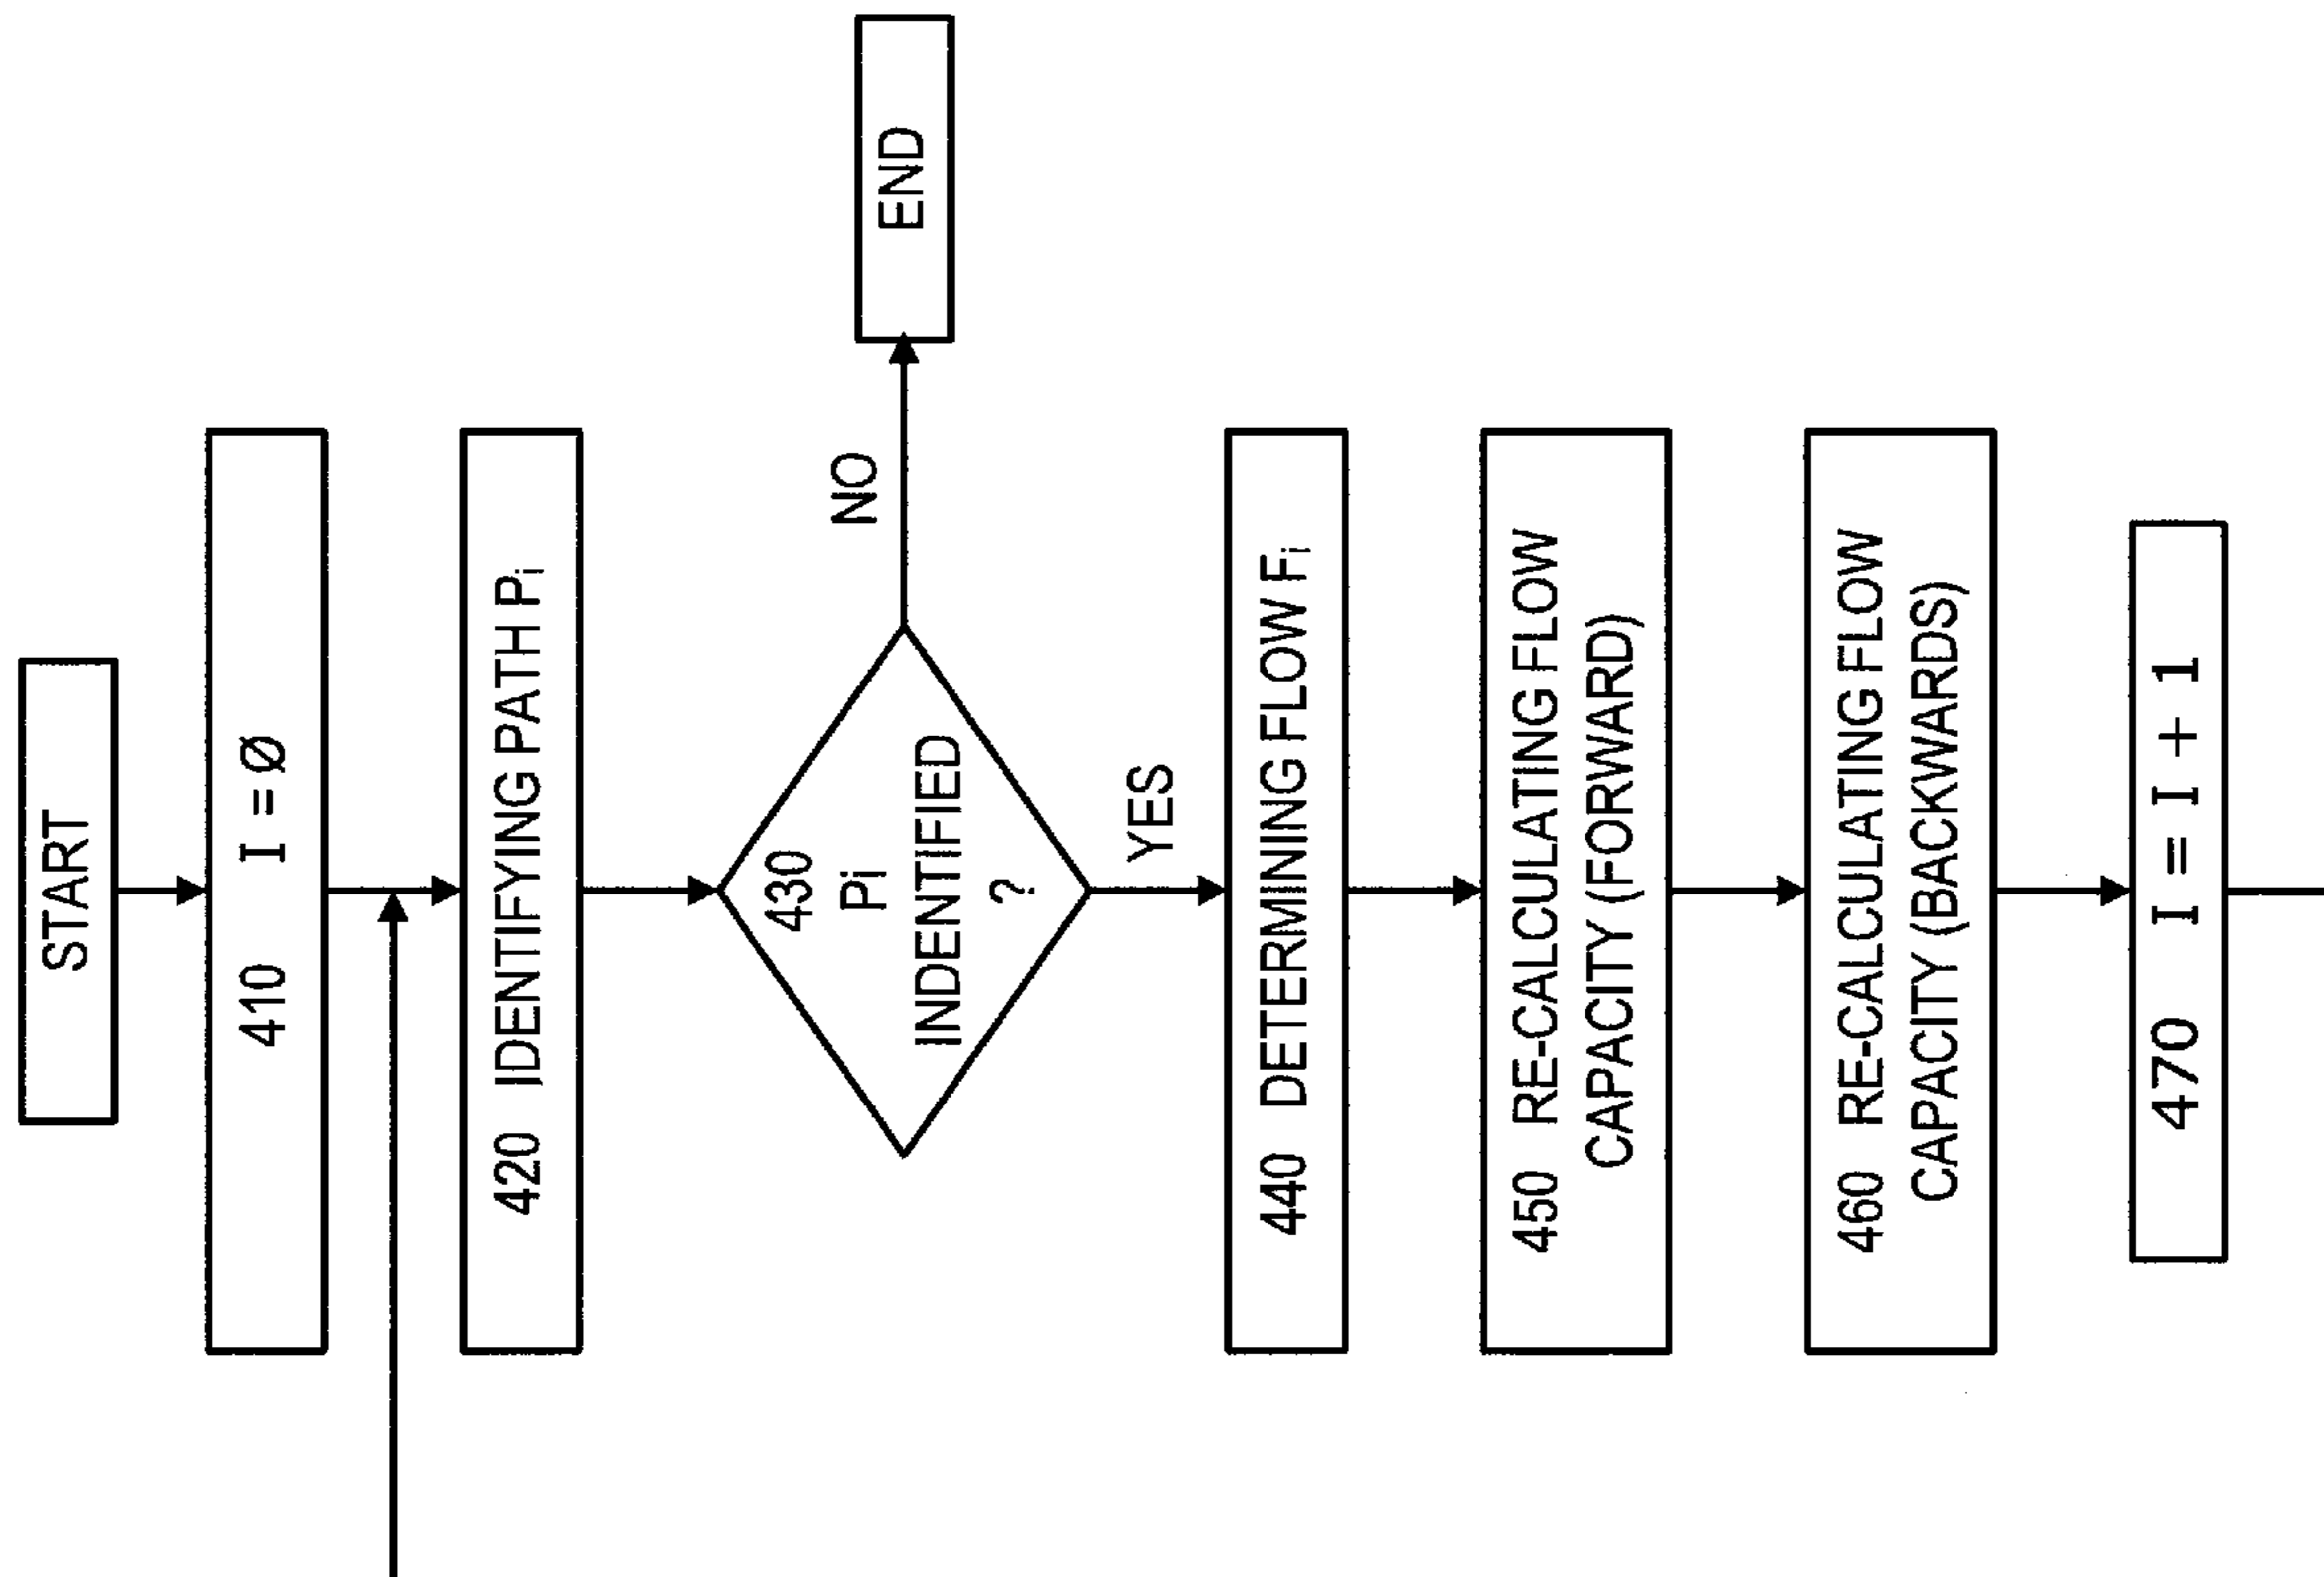 START
410 I = Ø
420 IDENTIFYING PATH Pi
430
Pi
INDENTIFIED
?
NO
END
YES
440 DETERMINING FLOW Fi
450 RE-CALCULATING FLOW
CAPACITY (FORWARD)
460 RE-CALCULATING FLOW
CAPACITY (BACKWARDS)
470 I = I + 1